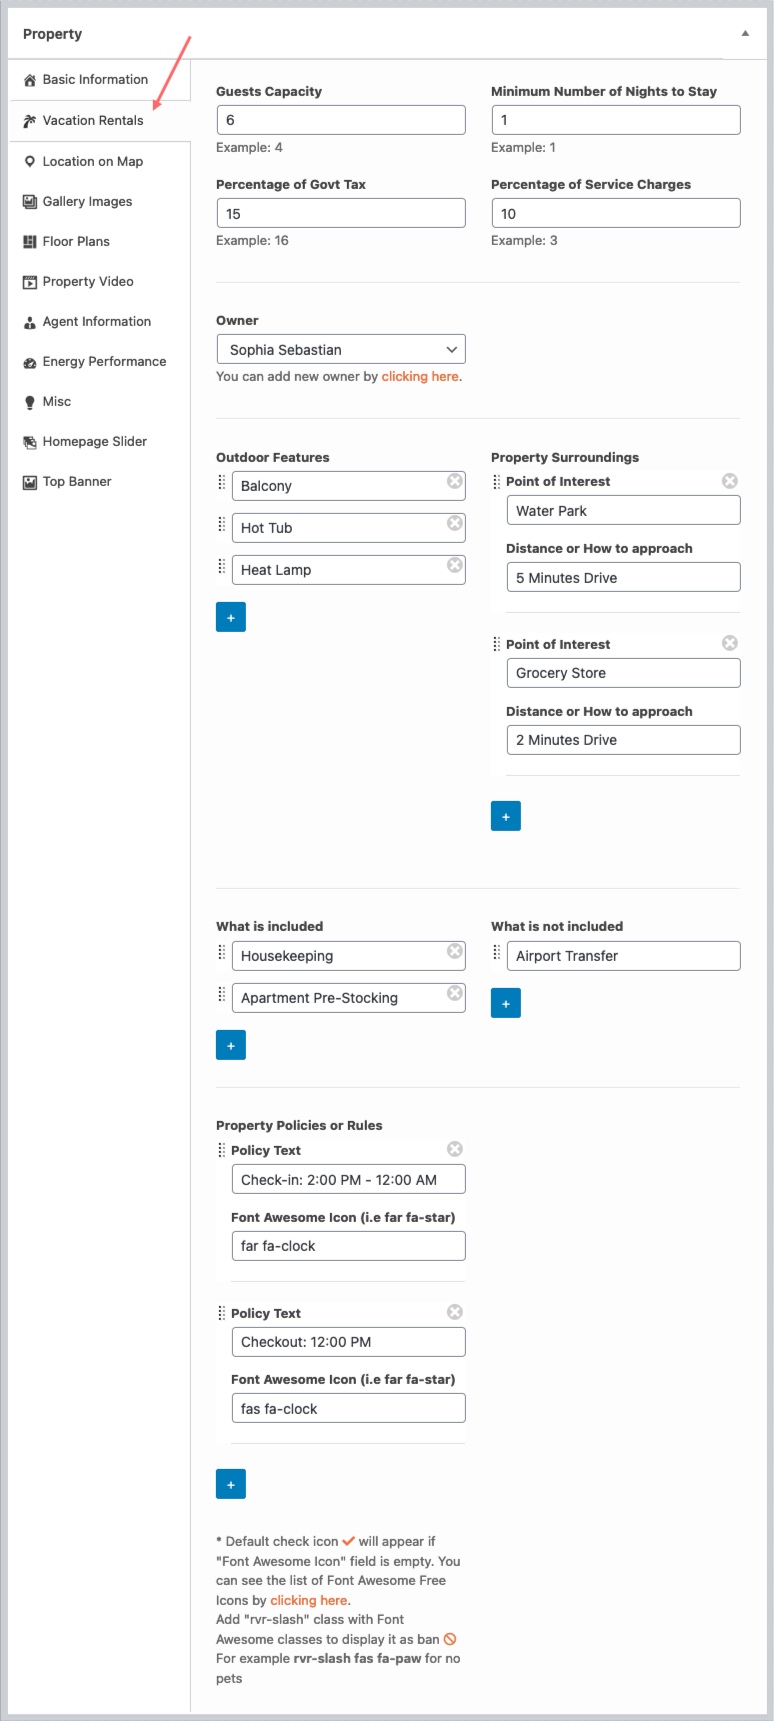 Property
Basic Information
Vacation Rentals
Location on Map
Gallery Images
Floor Plans
Property Video
Agent Information
Energy Performance
Misc
Homepage Slider
Top Banner
Guests Capacity
6
Example: 4
Minimum Number of Nights to Stay
1
Example: 1
Percentage of Govt Tax
15
Example: 16
Percentage of Service Charges
10
Example: 3
Owner
Sophia Sebastian
You can add new owner by clicking here.
Outdoor Features
Balcony
Hot Tub
Heat Lamp
+
Property Surroundings
Point of Interest
Water Park
Distance or How to approach
5 Minutes Drive
Point of Interest
Grocery Store
Distance or How to approach
2 Minutes Drive
+
What is included
Housekeeping
Apartment Pre-Stocking
+
What is not included
Airport Transfer
+
Property Policies or Rules
Policy Text
Check-in: 2:00 PM - 12:00 AM
Font Awesome Icon (i.e far fa-star)
far fa-clock
Policy Text
Checkout: 12:00 PM
Font Awesome Icon (i.e far fa-star)
fas fa-clock
+
* Default check icon will appear if
"Font Awesome Icon" field is empty. You
can see the list of Font Awesome Free
Icons by clicking here.
Add "rvr-slash" class with Font
Awesome classes to display it as ban
For example rvr-slash fas fa-paw for no
pets